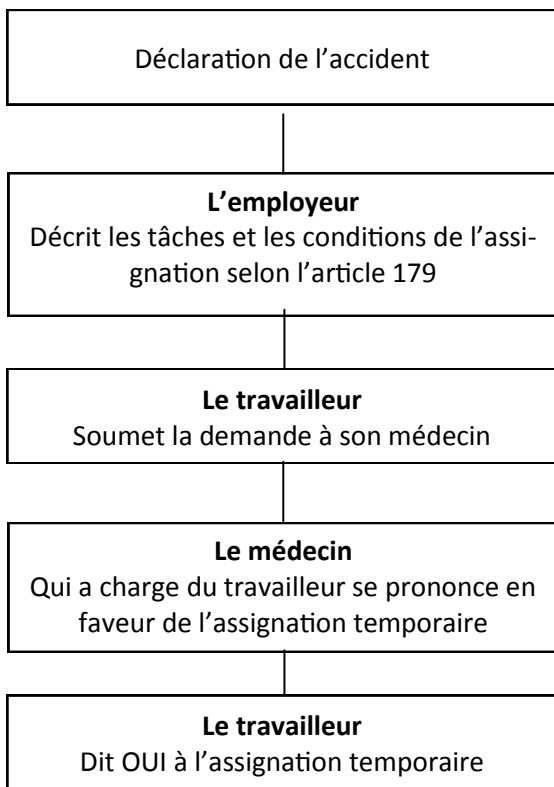 Déclaration de l’accident
L’employeur
Décrit les tâches et les conditions de l’assi-
gnation selon l’article 179
Le travailleur
Soumet la demande à son médecin
Le médecin
Qui a charge du travailleur se prononce en
faveur de l’assignation temporaire
Le travailleur
Dit OUI à l’assignation temporaire